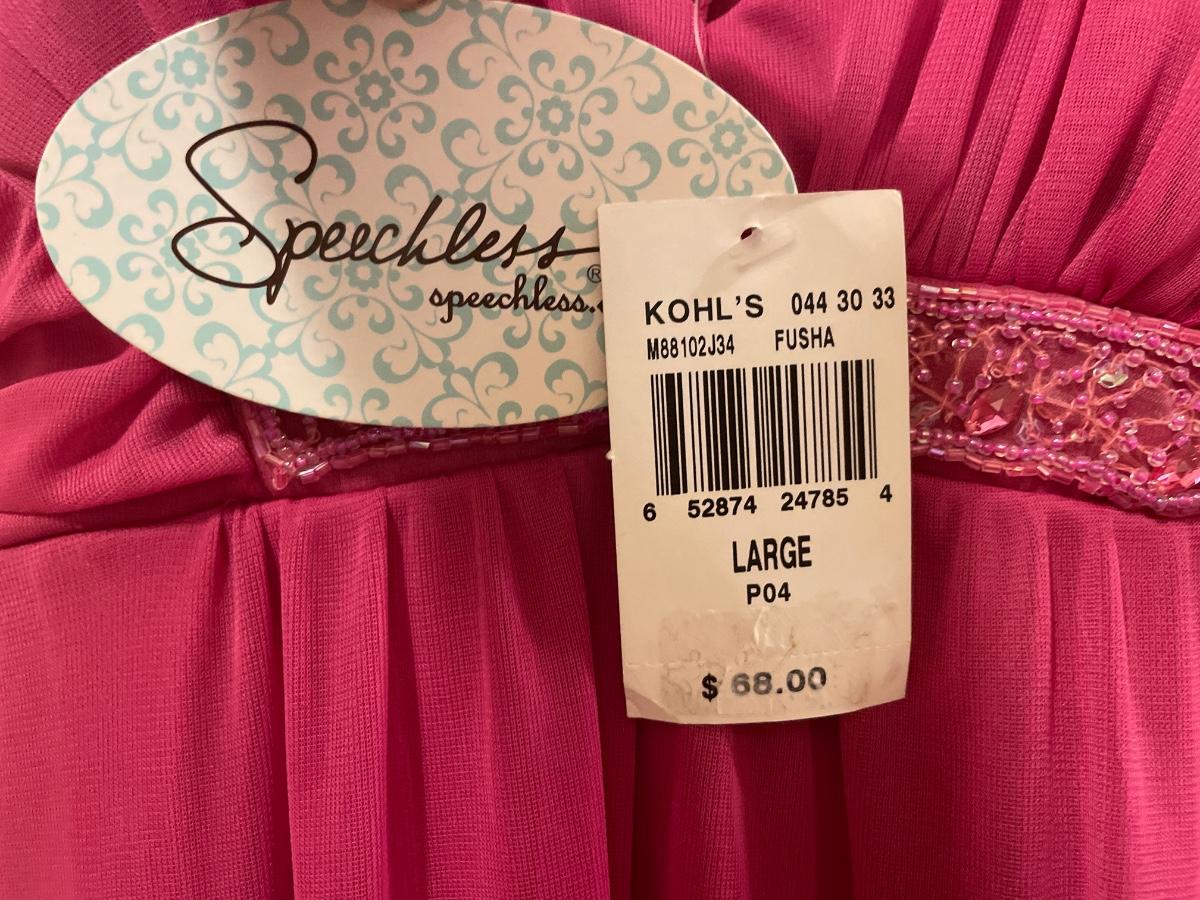 Speechless®
speechless.
KOHL'S 044 30 33
M88102J34 FUSHA
6 52874 24785 4
LARGE
P04
$ 68.00